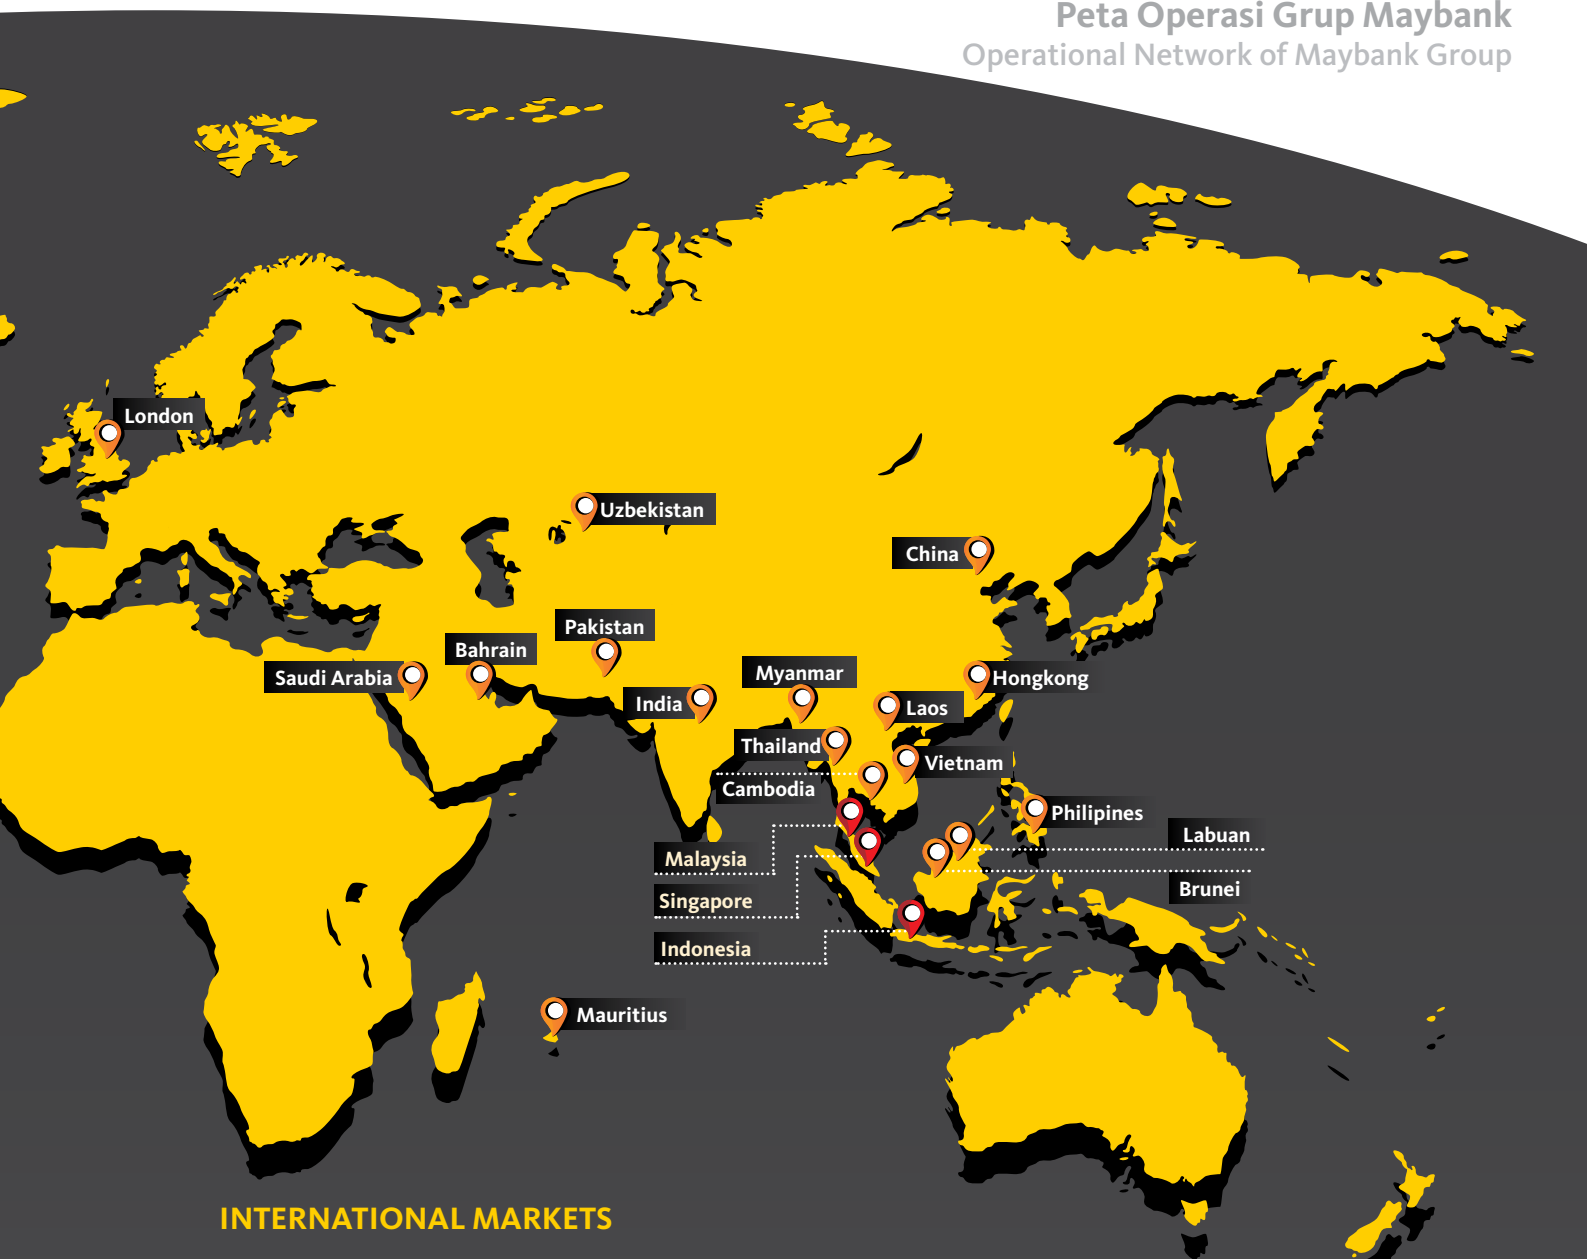 Peta Operasi Grup Maybank
Operational Network of Maybank Group
London
Uzbekistan
China
Pakistan
Bahrain
Saudi Arabia
Myanmar
Hongkong
India
Laos
Thailand
Vietnam
Cambodia
Philipines
Labuan
Malaysia
Brunei
Singapore
Indonesia
Mauritius
INTERNATIONAL MARKETS